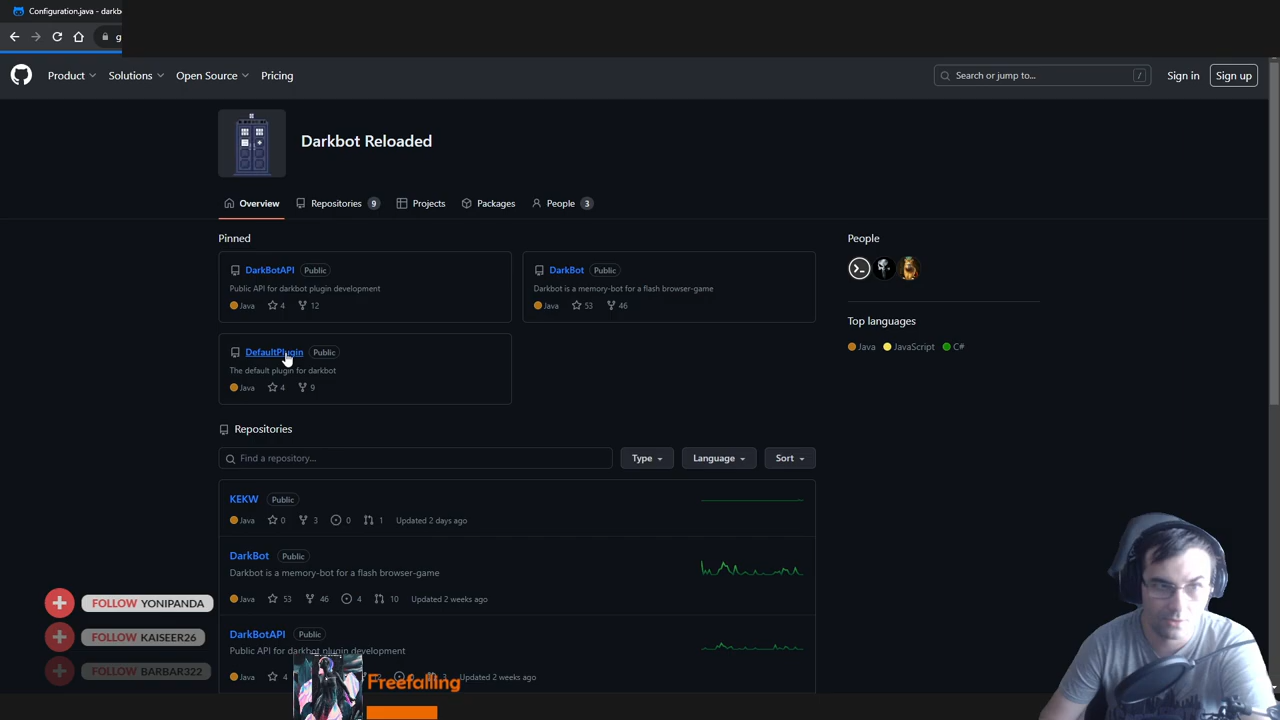 Configuration.java - darkb
g
Product
Solutions
Open Source
Pricing
Search or jump to...
/
Sign in
Sign up
Darkbot Reloaded
Overview
Repositories 9
Projects
Packages
People 3
Pinned
DarkBotAPI Public
Public API for darkbot plugin development
Java 4 12
DarkBot Public
Darkbot is a memory-bot for a flash browser-game
Java 53 46
DefaultPlugin Public
The default plugin for darkbot
Java 4 9
People
Top languages
Java JavaScript C#
Repositories
Find a repository...
Type
Language
Sort
KEKW Public
Java 0 3 0 1 Updated 2 days ago
DarkBot Public
Darkbot is a memory-bot for a flash browser-game
Java 53 46 4 10 Updated 2 weeks ago
DarkBotAPI Public
Public API for darkbot plugin development
Java 4 3 Updated 2 weeks ago
FOLLOW YONIPANDA
FOLLOW KAISEER26
FOLLOW BARBAR322
Freefalling